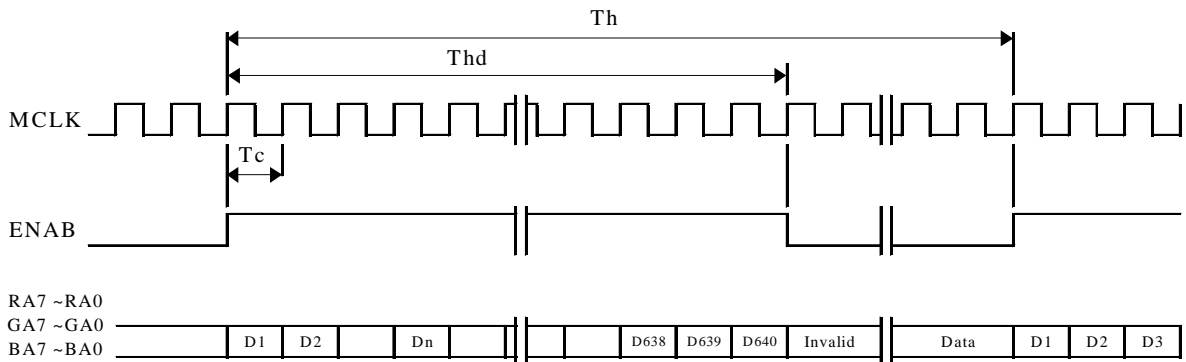 Th
Thd
MCLK
Tc
ENAB
RA7 ~RA0
GA7 ~GA0
BA7 ~BA0
D1 D2 Dn D638 D639 D640 Invalid Data D1 D2 D3